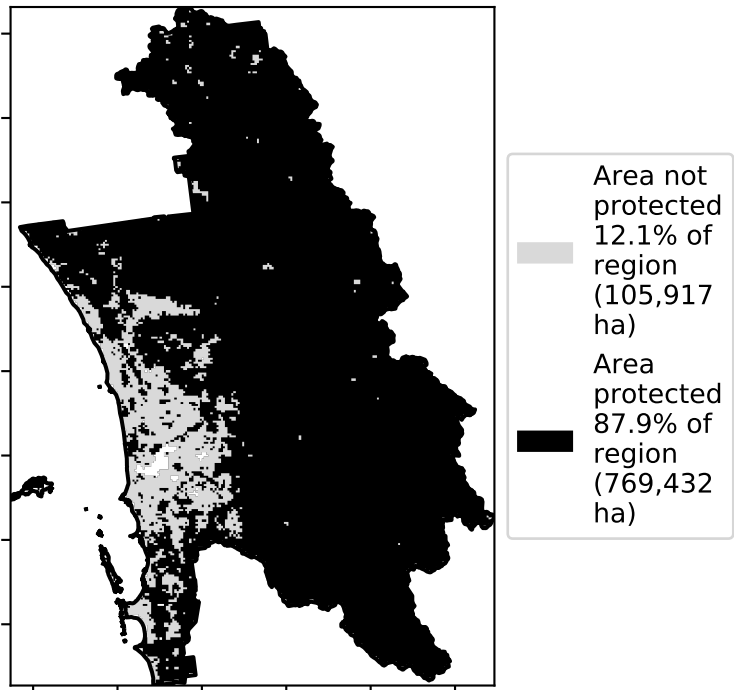 Area not
protected
12.1% of
region
(105,917
ha)
Area
protected
87.9% of
region
(769,432
ha)